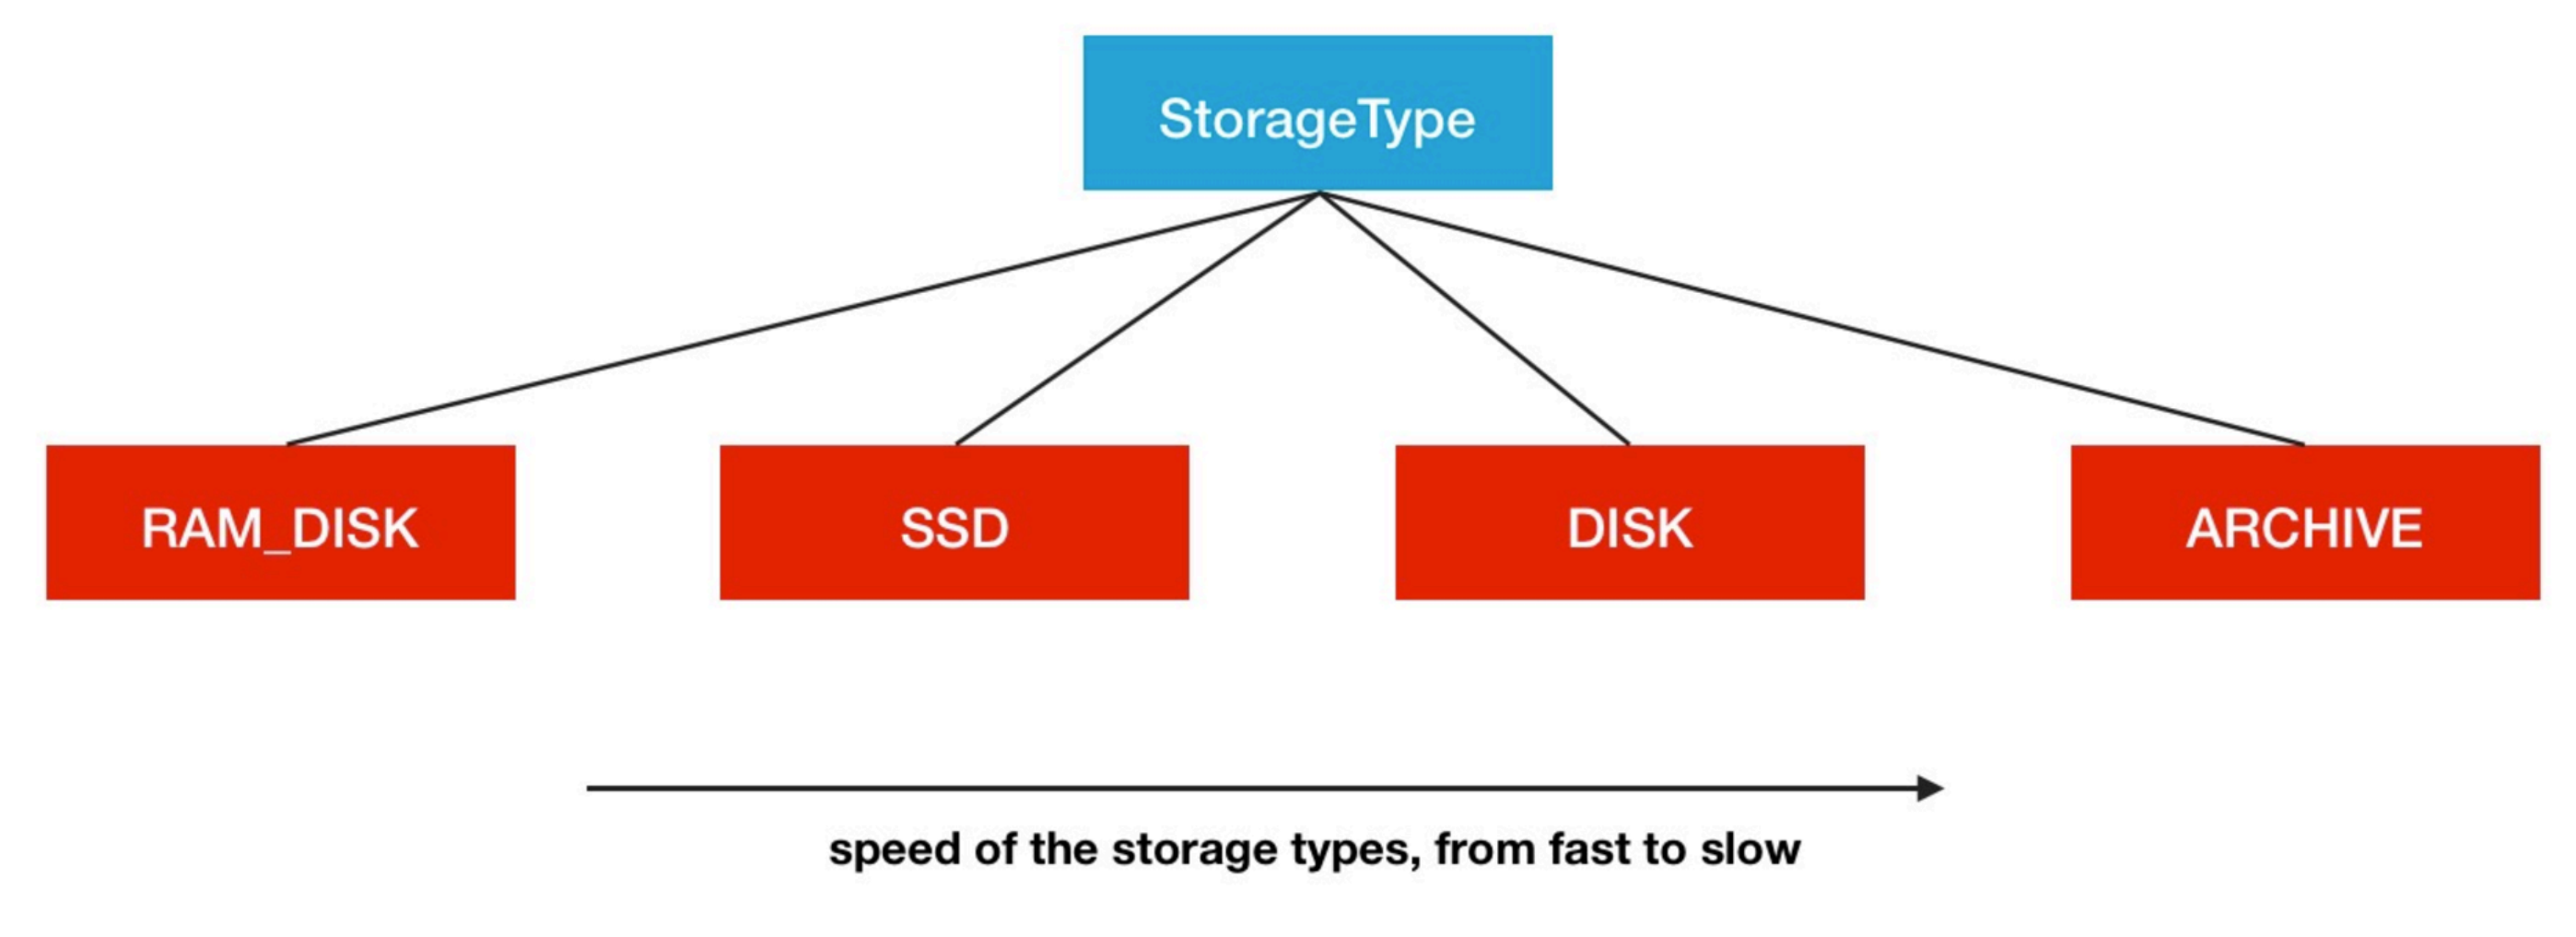 StorageType
RAM_DISK
SSD
DISK
ARCHIVE
speed of the storage types, from fast to slow